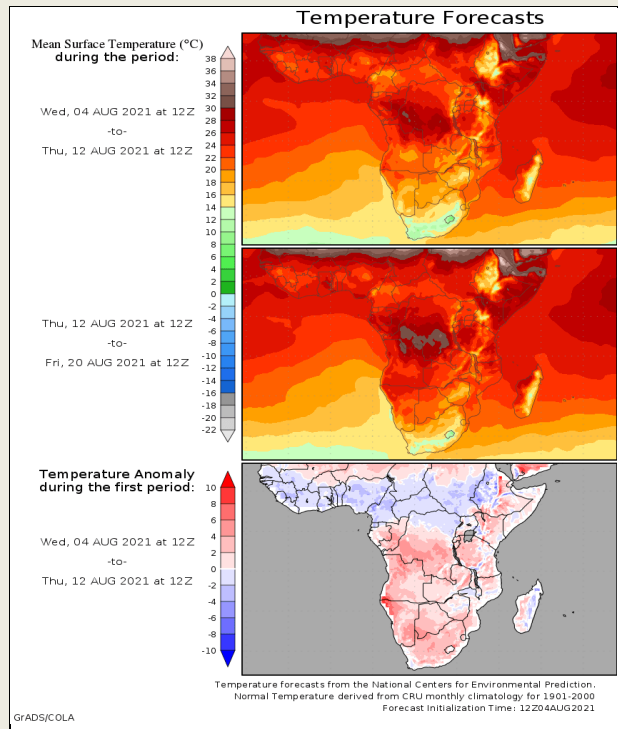 Temperature Forecasts
Mean Surface Temperature (°C)
during the period:
Wed, 04 AUG 2021 at 12Z
-to-
Thu, 12 AUG 2021 at 12Z
38
36
34
32
30
28
26
24
22
20
18
16
14
12
10
8
6
4
2
0
-2
-4
-6
-8
-10
-12
-14
-16
-18
-20
-22
Thu, 12 AUG 2021 at 12Z
-to-
Fri, 20 AUG 2021 at 12Z
Temperature Anomaly
during the first period:
Wed, 04 AUG 2021 at 12Z
-to-
Thu, 12 AUG 2021 at 12Z
10
8
6
4
2
0
-2
-4
-6
-8
-10
Temperature forecasts from the National Centers for Environmental Prediction.
Normal Temperature derived from CRU monthly climatology for 1901-2000
Forecast Initialization Time: 12Z04AUG2021
GrADS/COLA